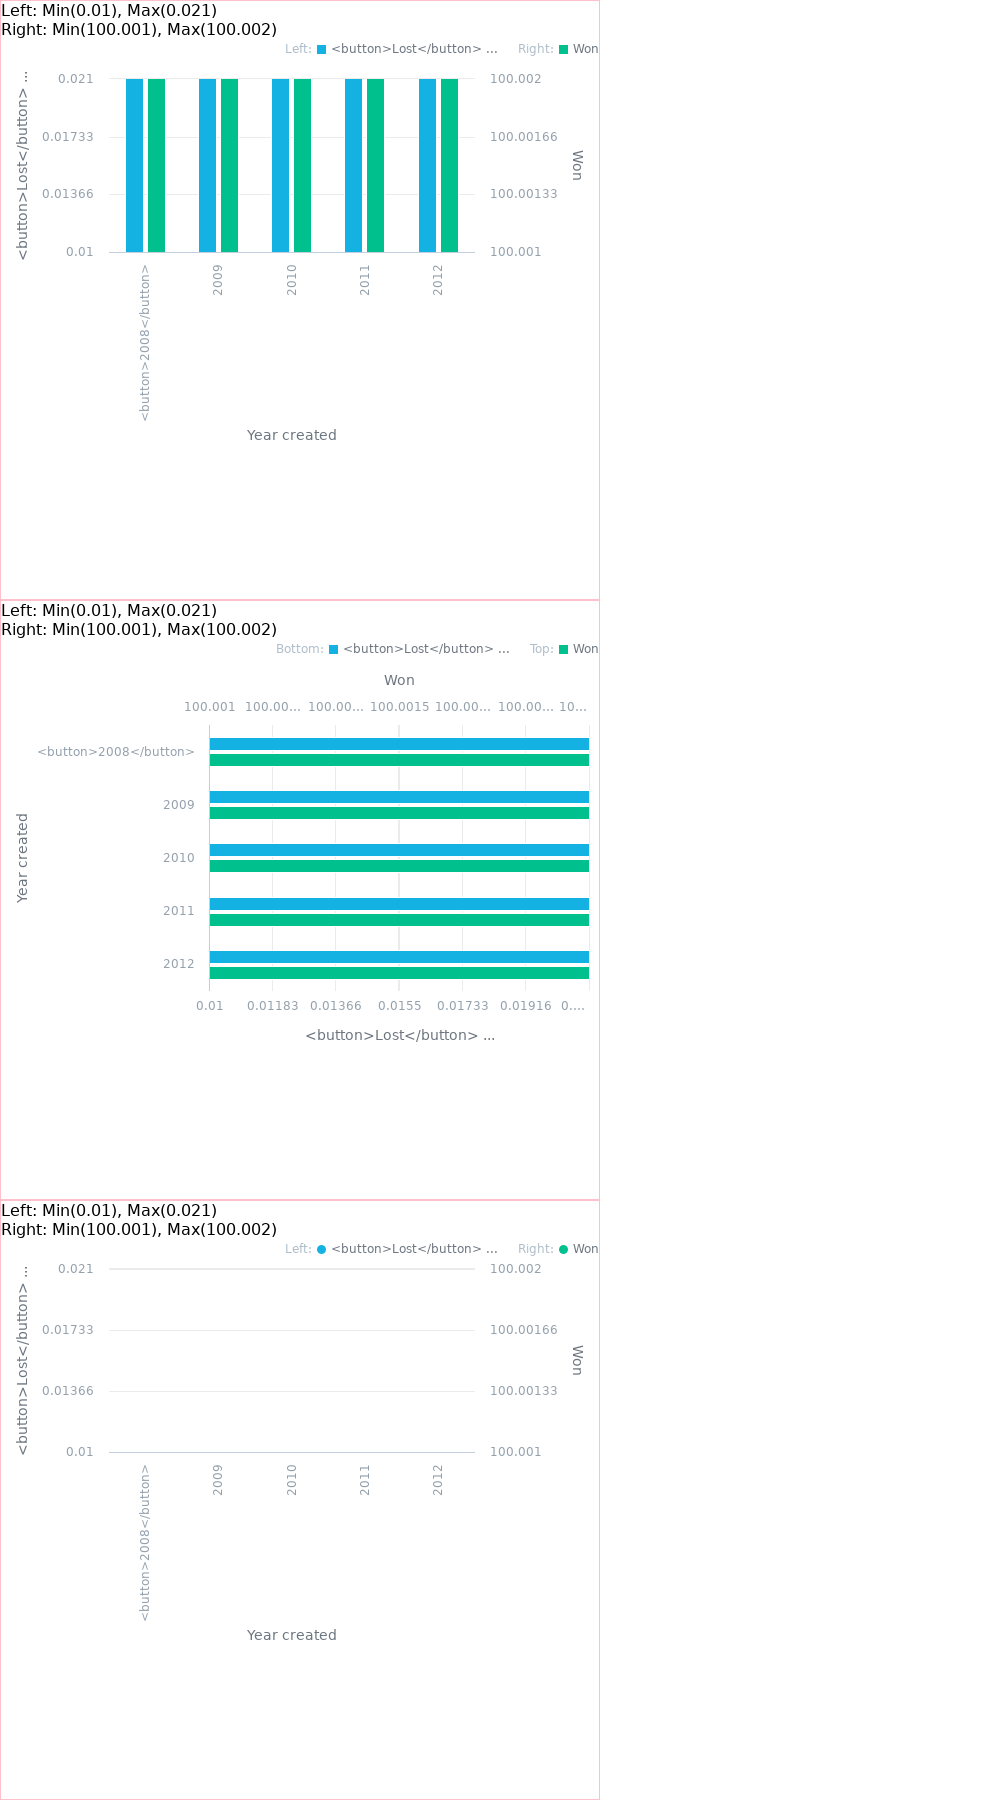 Left: Min(0.01), Max(0.021)
Right: Min(100.001), Max(100.002)
Left: <button>Lost</button> ... Right: Won
<button>Lost</button> ...
0.021
0.01733
0.01366
0.01
100.002
100.00166
100.00133
100.001
Won
<button>2008</button>
2009
2010
2011
2012
Year created
Left: Min(0.01), Max(0.021)
Right: Min(100.001), Max(100.002)
Bottom: <button>Lost</button> ... Top: Won
Won
100.001 100.00... 100.00... 100.0015 100.00... 100.00... 10...
Year created
<button>2008</button>
2009
2010
2011
2012
0.01 0.01183 0.01366 0.0155 0.01733 0.01916 0....
<button>Lost</button> ...
Left: Min(0.01), Max(0.021)
Right: Min(100.001), Max(100.002)
Left: <button>Lost</button> ... Right: Won
<button>Lost</button> ...
0.021
0.01733
0.01366
0.01
100.002
100.00166
100.00133
100.001
Won
<button>2008</button>
2009
2010
2011
2012
Year created